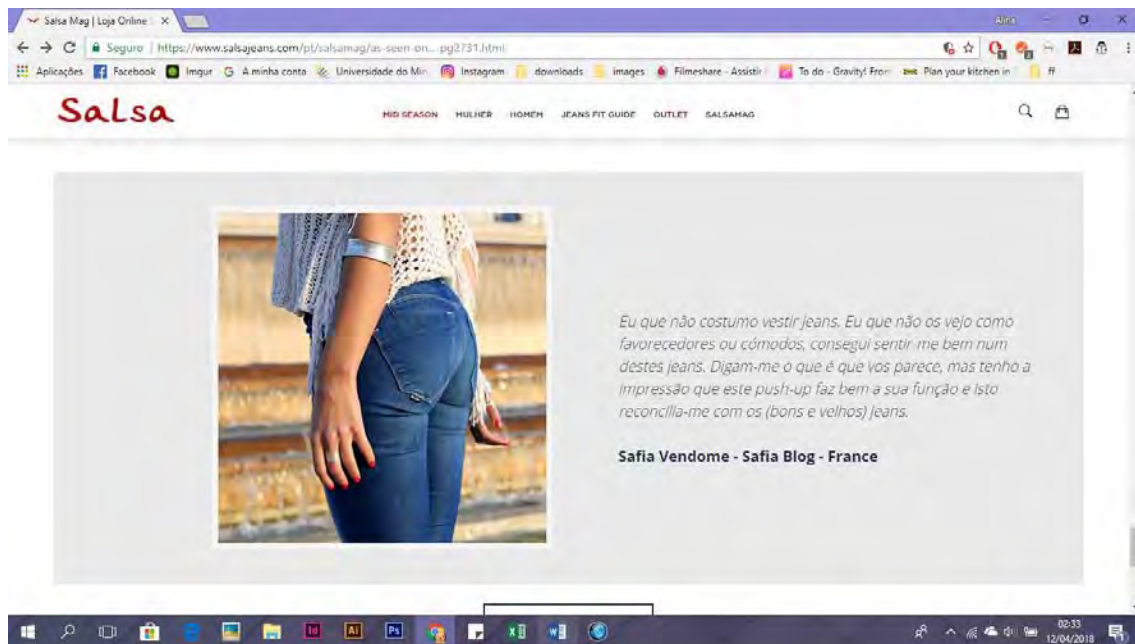 Salsa Mag | Loja Online
Alina
Seguro | https://www.salsajeans.com/pt/salsamag/as-seen-on...pg2731.html
Aplicações Facebook Imgur A minha conta Universidade do Min Instagram downloads images Filmeshare - Assistir To do - Gravity! From Plan your kitchen in ff
Salsa
MID SEASON MULHER HOMEM JEANS FIT GUIDE OUTLET SALSAMAG
Eu que não costumo vestir jeans. Eu que não os vejo como
favorecedores ou cómodos, consegui sentir-me bem num
destes jeans. Digam-me o que é que vos parece, mas tenho a
impressão que este push-up faz bem a sua função e isto
reconcilia-me com os (bons e velhos) jeans.
Safia Vendome - Safia Blog - France
Id Ai Ps
02:33
12/04/2018